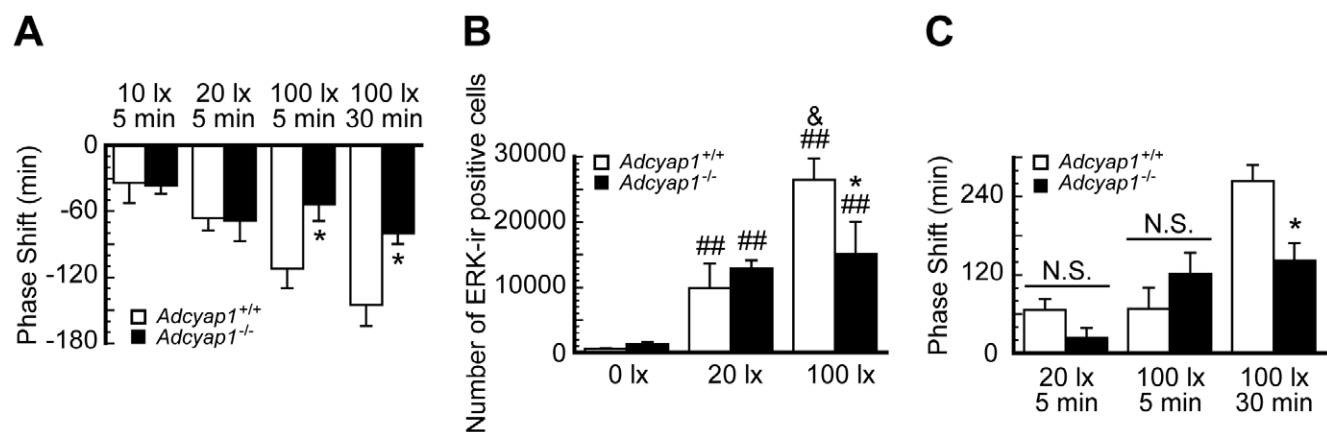 A
10 lx 20 lx 100 lx 100 lx
5 min 5 min 5 min 30 min
Phase Shift (min)
0
-60
-120
-180
*
*
Adcyap1+/+
Adcyap1-/-
B
Number of ERK-ir positive cells
30000
20000
10000
0
Adcyap1+/+
Adcyap1-/-
##
##
&
##
*
##
0 lx 20 lx 100 lx
C
Phase Shift (min)
240
120
0
Adcyap1+/+
Adcyap1-/-
N.S.
N.S.
*
20 lx 100 lx 100 lx
5 min 5 min 30 min